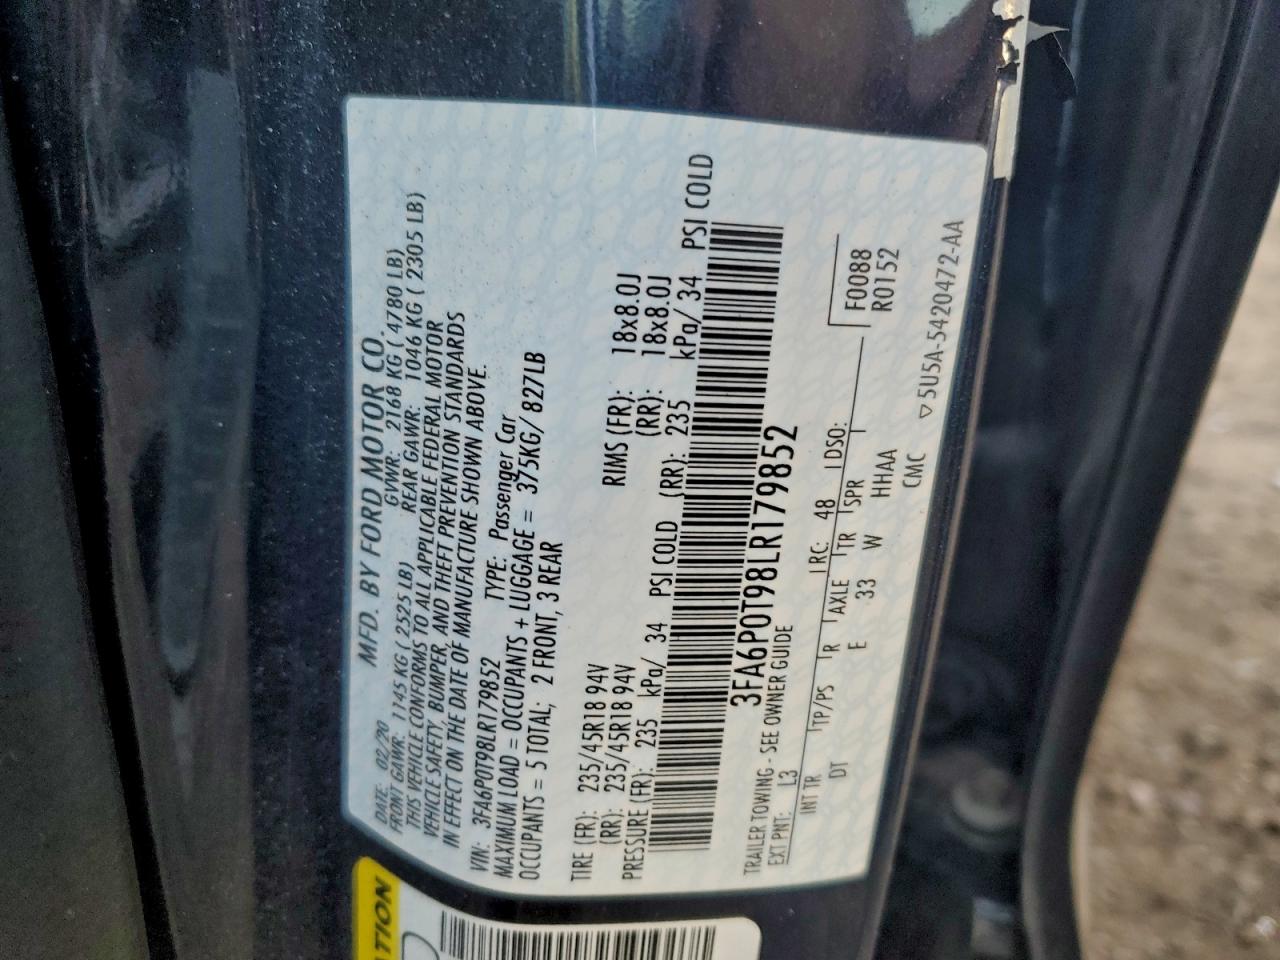 MFD. BY FORD MOTOR CO.
DATE: 02/20 GVWR: 2168 KG ( 4780 LB)
FRONT GAWR: 1145 KG ( 2525 LB) REAR GAWR: 1046 KG ( 2305 LB)
THIS VEHICLE CONFORMS TO ALL APPLICABLE FEDERAL MOTOR
VEHICLE SAFETY, BUMPER, AND THEFT PREVENTION STANDARDS
IN EFFECT ON THE DATE OF MANUFACTURE SHOWN ABOVE.
VIN: 3FA6P0T98LR179852 TYPE: Passenger Car
MAXIMUM LOAD = OCCUPANTS + LUGGAGE = 375KG/ 827LB
OCCUPANTS = 5 TOTAL; 2 FRONT, 3 REAR
TIRE (FR): 235/45R18 94V RIMS (FR): 18x8.0J
(RR): 235/45R18 94V (RR): 18x8.0J
PRESSURE (FR): 235 kPa/ 34 PSI COLD (RR): 235 kPa/ 34 PSI COLD
3FA6P0T98LR179852
TRAILER TOWING - SEE OWNER GUIDE
EXT PNT: L3 RC: 48 DSO:
INT TR TP/PS R AXLE TR SPR F0088
DT E 33 W HHAA R0152
CMC ▽5U5A-5420472-AA
ATION